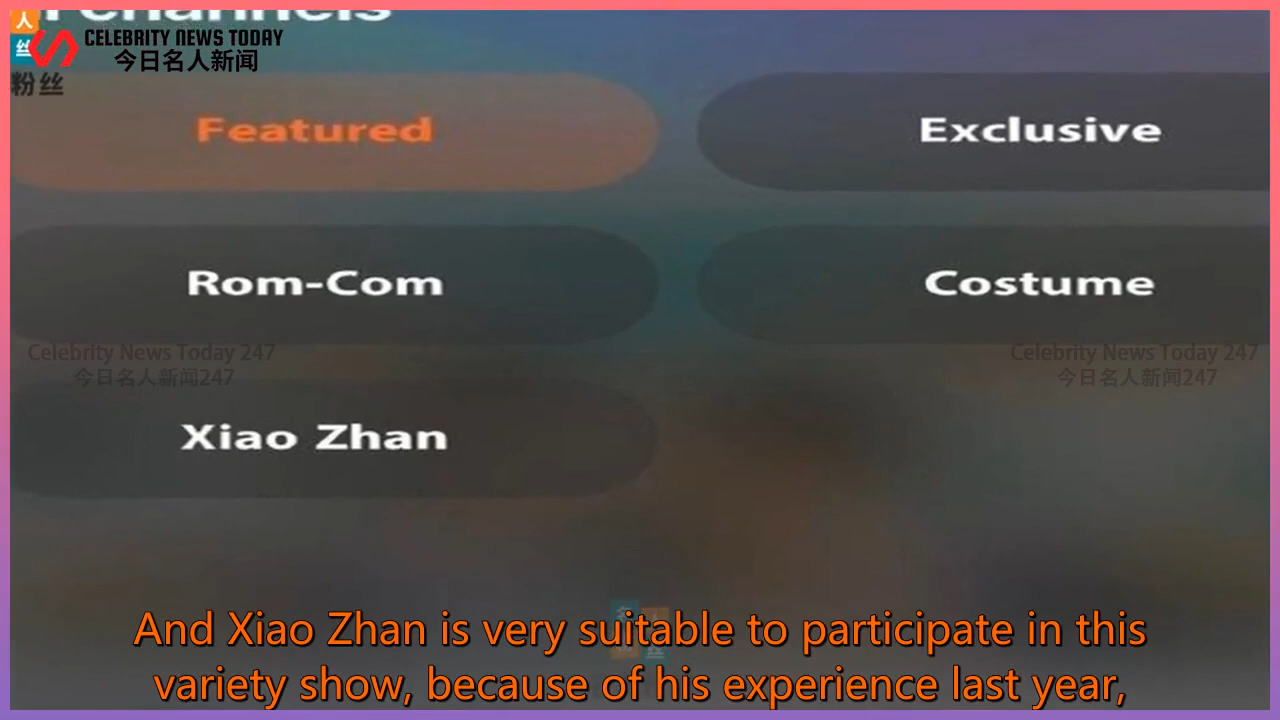 channels
人
丝
CELEBRITY NEWS TODAY
今日名人新闻
粉丝
Featured
Exclusive
Rom-Com
Costume
Celebrity News Today 247
今日名人新闻247
Celebrity News Today 247
今日名人新闻247
Xiao Zhan
And Xiao Zhan is very suitable to participate in this
variety show, because of his experience last year,